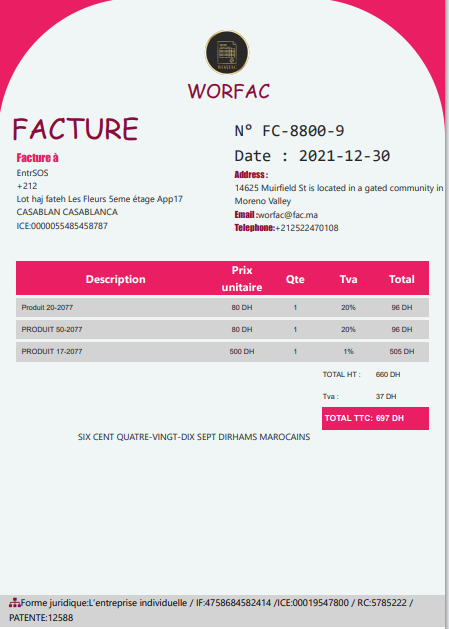 WORFAC
WORFAC
FACTURE
Facture à
EntrSOS
+212
Lot haj fateh Les Fleurs 5eme étage App17
CASABLAN CASABLANCA
ICE:0000055485458787
N° FC-8800-9
Date : 2021-12-30
Address :
14625 Muirfield St is located in a gated community in
Moreno Valley
Email :worfac@fac.ma
Telephone:+212522470108
Description Prix unitaire Qte Tva Total
Produit 20-2077 80 DH 1 20% 96 DH
PRODUIT 50-2077 80 DH 1 20% 96 DH
PRODUIT 17-2077 500 DH 1 1% 505 DH
TOTAL HT : 660 DH
Tva : 37 DH
TOTAL TTC: 697 DH
SIX CENT QUATRE-VINGT-DIX SEPT DIRHAMS MAROCAINS
Forme juridique:L'entreprise individuelle / IF:4758684582414 /ICE:00019547800 / RC:5785222 /
PATENTE:12588